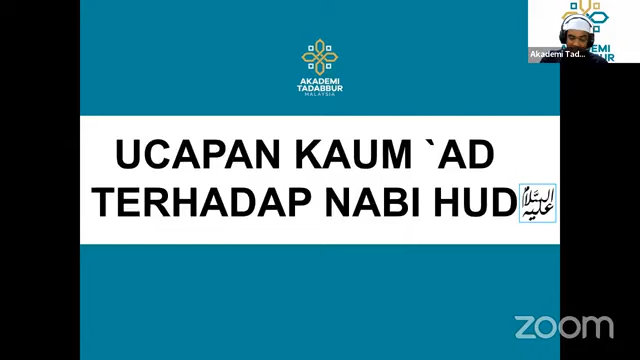 AKADEMI
TADABBUR
MALAYSIA
Akademi Tad...
UCAPAN KAUM `AD
TERHADAP NABI HUD عليه السلام
zoom